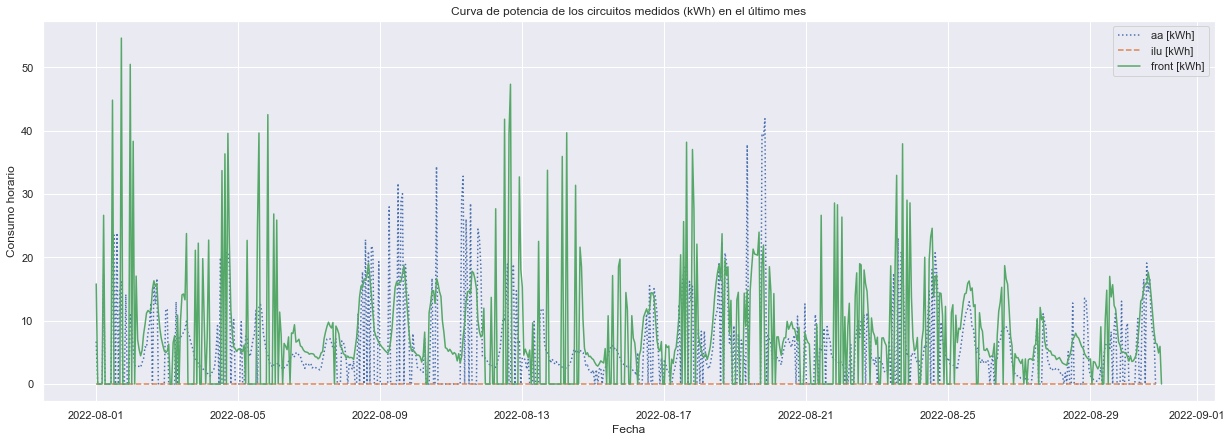 Curva de potencia de los circuitos medidos (kWh) en el último mes
aa [kWh]
ilu [kWh]
front [kWh]
Consumo horario
50
40
30
20
10
0
2022-08-01
2022-08-05
2022-08-09
2022-08-13
2022-08-17
2022-08-21
2022-08-25
2022-08-29
2022-09-01
Fecha